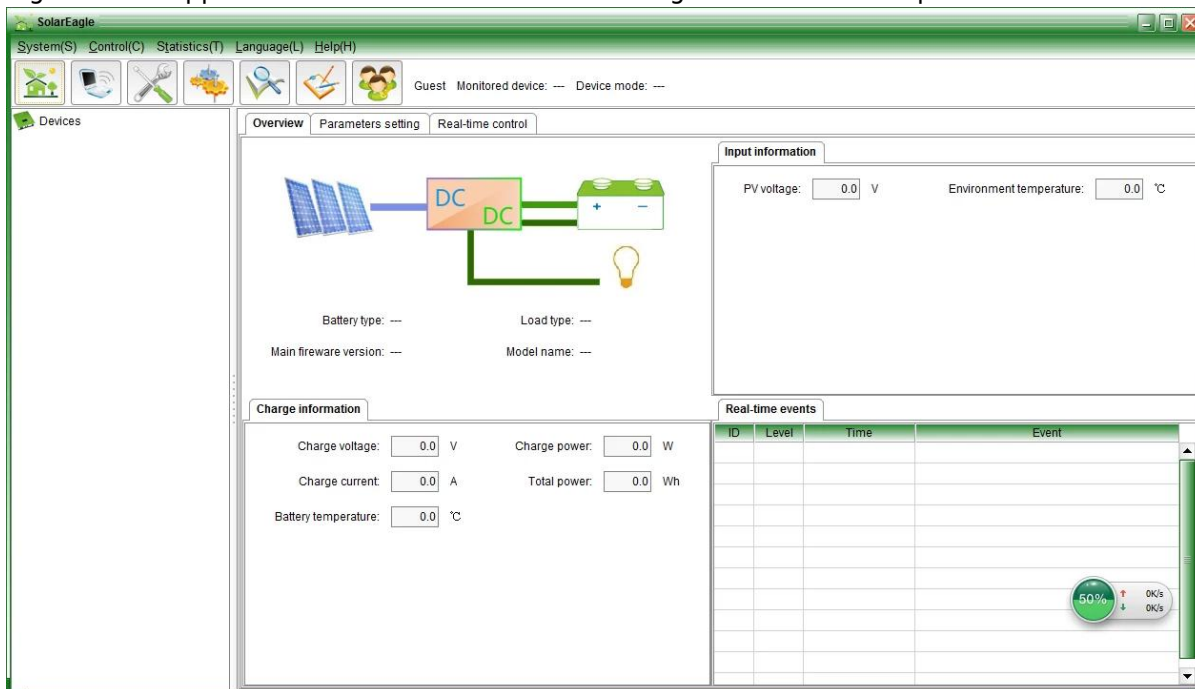 SolarEagle
System(S) Control(C) Statistics(T) Language(L) Help(H)
Guest Monitored device: --- Device mode: ---
Devices
Overview Parameters setting Real-time control
DC
DC
+ −
Battery type: --- Load type: ---
Main fireware version: --- Model name: ---
Input information
PV voltage: 0.0 V Environment temperature: 0.0 ℃
Charge information
Charge voltage: 0.0 V Charge power: 0.0 W
Charge current: 0.0 A Total power: 0.0 Wh
Battery temperature: 0.0 ℃
Real-time events
ID Level Time Event
50% ↑ 0K/s
↓ 0K/s